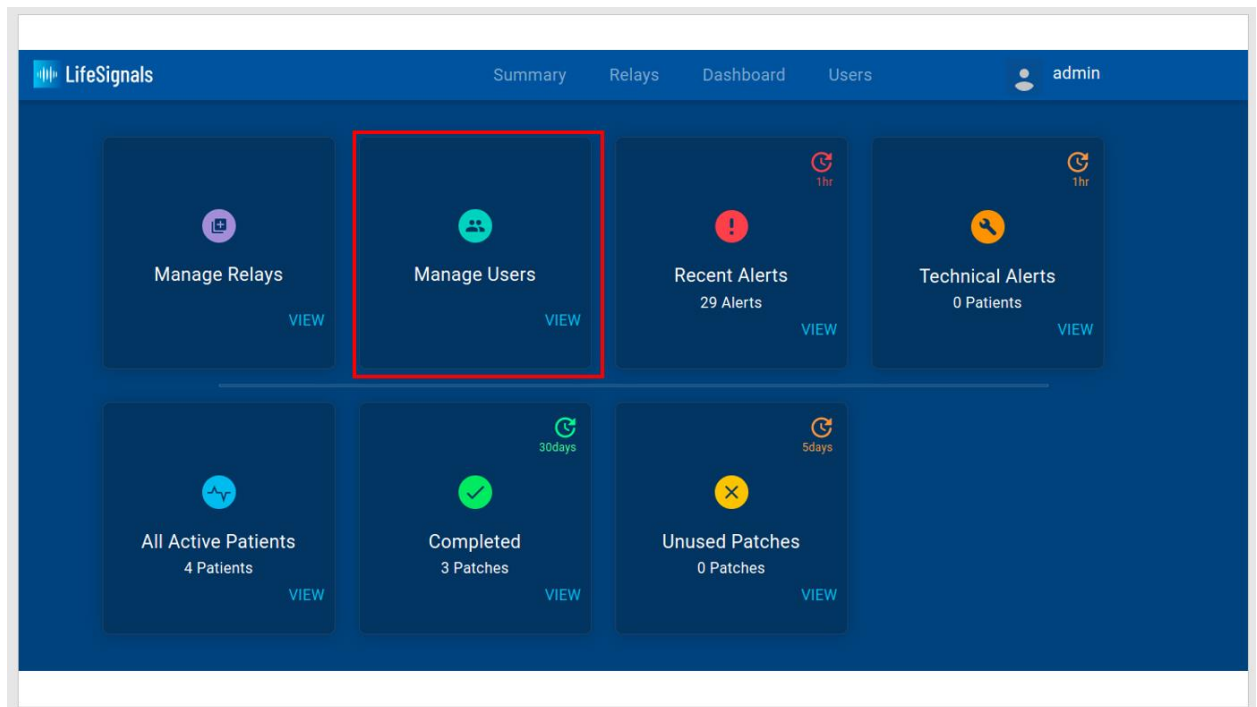 LifeSignals
Summary Relays Dashboard Users
admin
Manage Relays
VIEW
Manage Users
VIEW
1hr
Recent Alerts
29 Alerts
VIEW
1hr
Technical Alerts
0 Patients
VIEW
All Active Patients
4 Patients
VIEW
30days
Completed
3 Patches
VIEW
5days
Unused Patches
0 Patches
VIEW